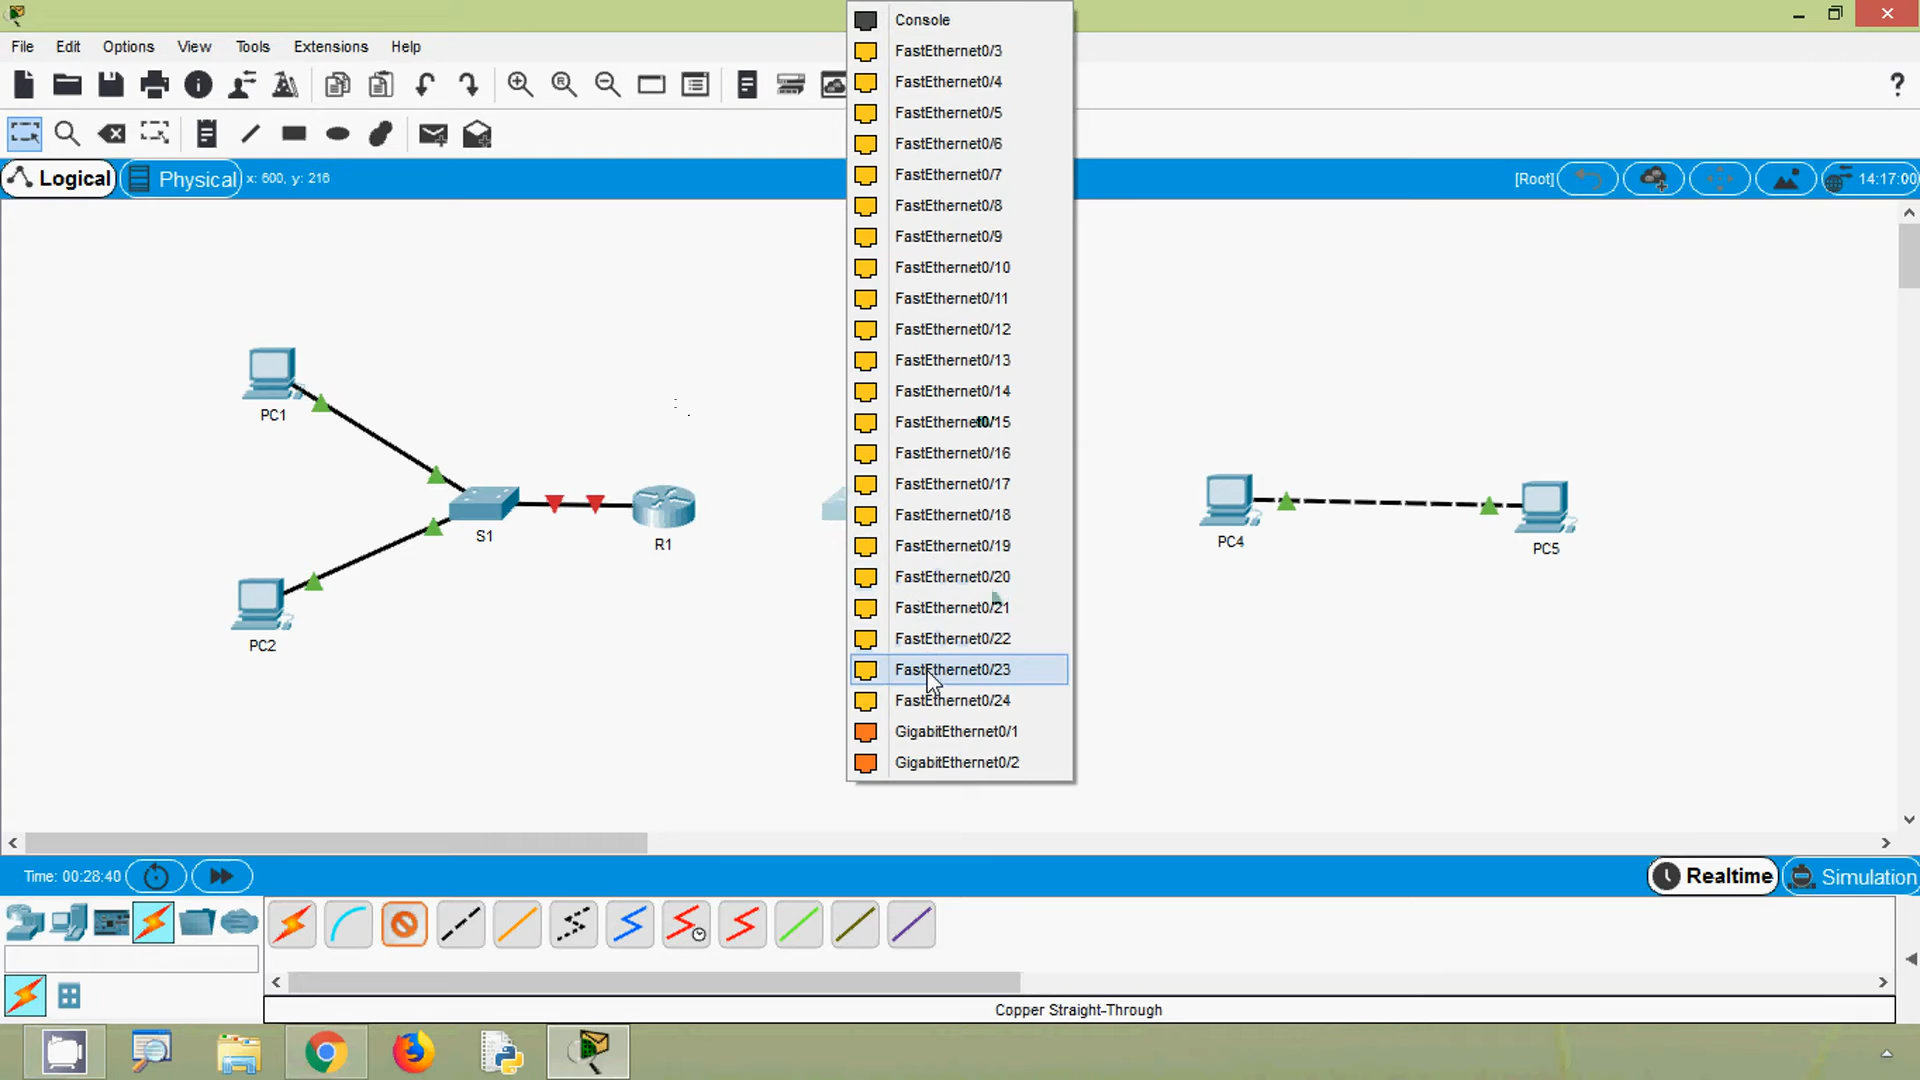 File Edit Options View Tools Extensions Help
Logical Physical x: 600, y: 216 [Root] 14:17:00
Console
FastEthernet0/3
FastEthernet0/4
FastEthernet0/5
FastEthernet0/6
FastEthernet0/7
FastEthernet0/8
FastEthernet0/9
FastEthernet0/10
FastEthernet0/11
FastEthernet0/12
FastEthernet0/13
FastEthernet0/14
FastEthernet0/15
FastEthernet0/16
FastEthernet0/17
FastEthernet0/18
FastEthernet0/19
FastEthernet0/20
FastEthernet0/21
FastEthernet0/22
FastEthernet0/23
FastEthernet0/24
GigabitEthernet0/1
GigabitEthernet0/2
PC1
S1
R1
PC2
PC4
PC5
Time: 00:28:40 Realtime Simulation
Copper Straight-Through